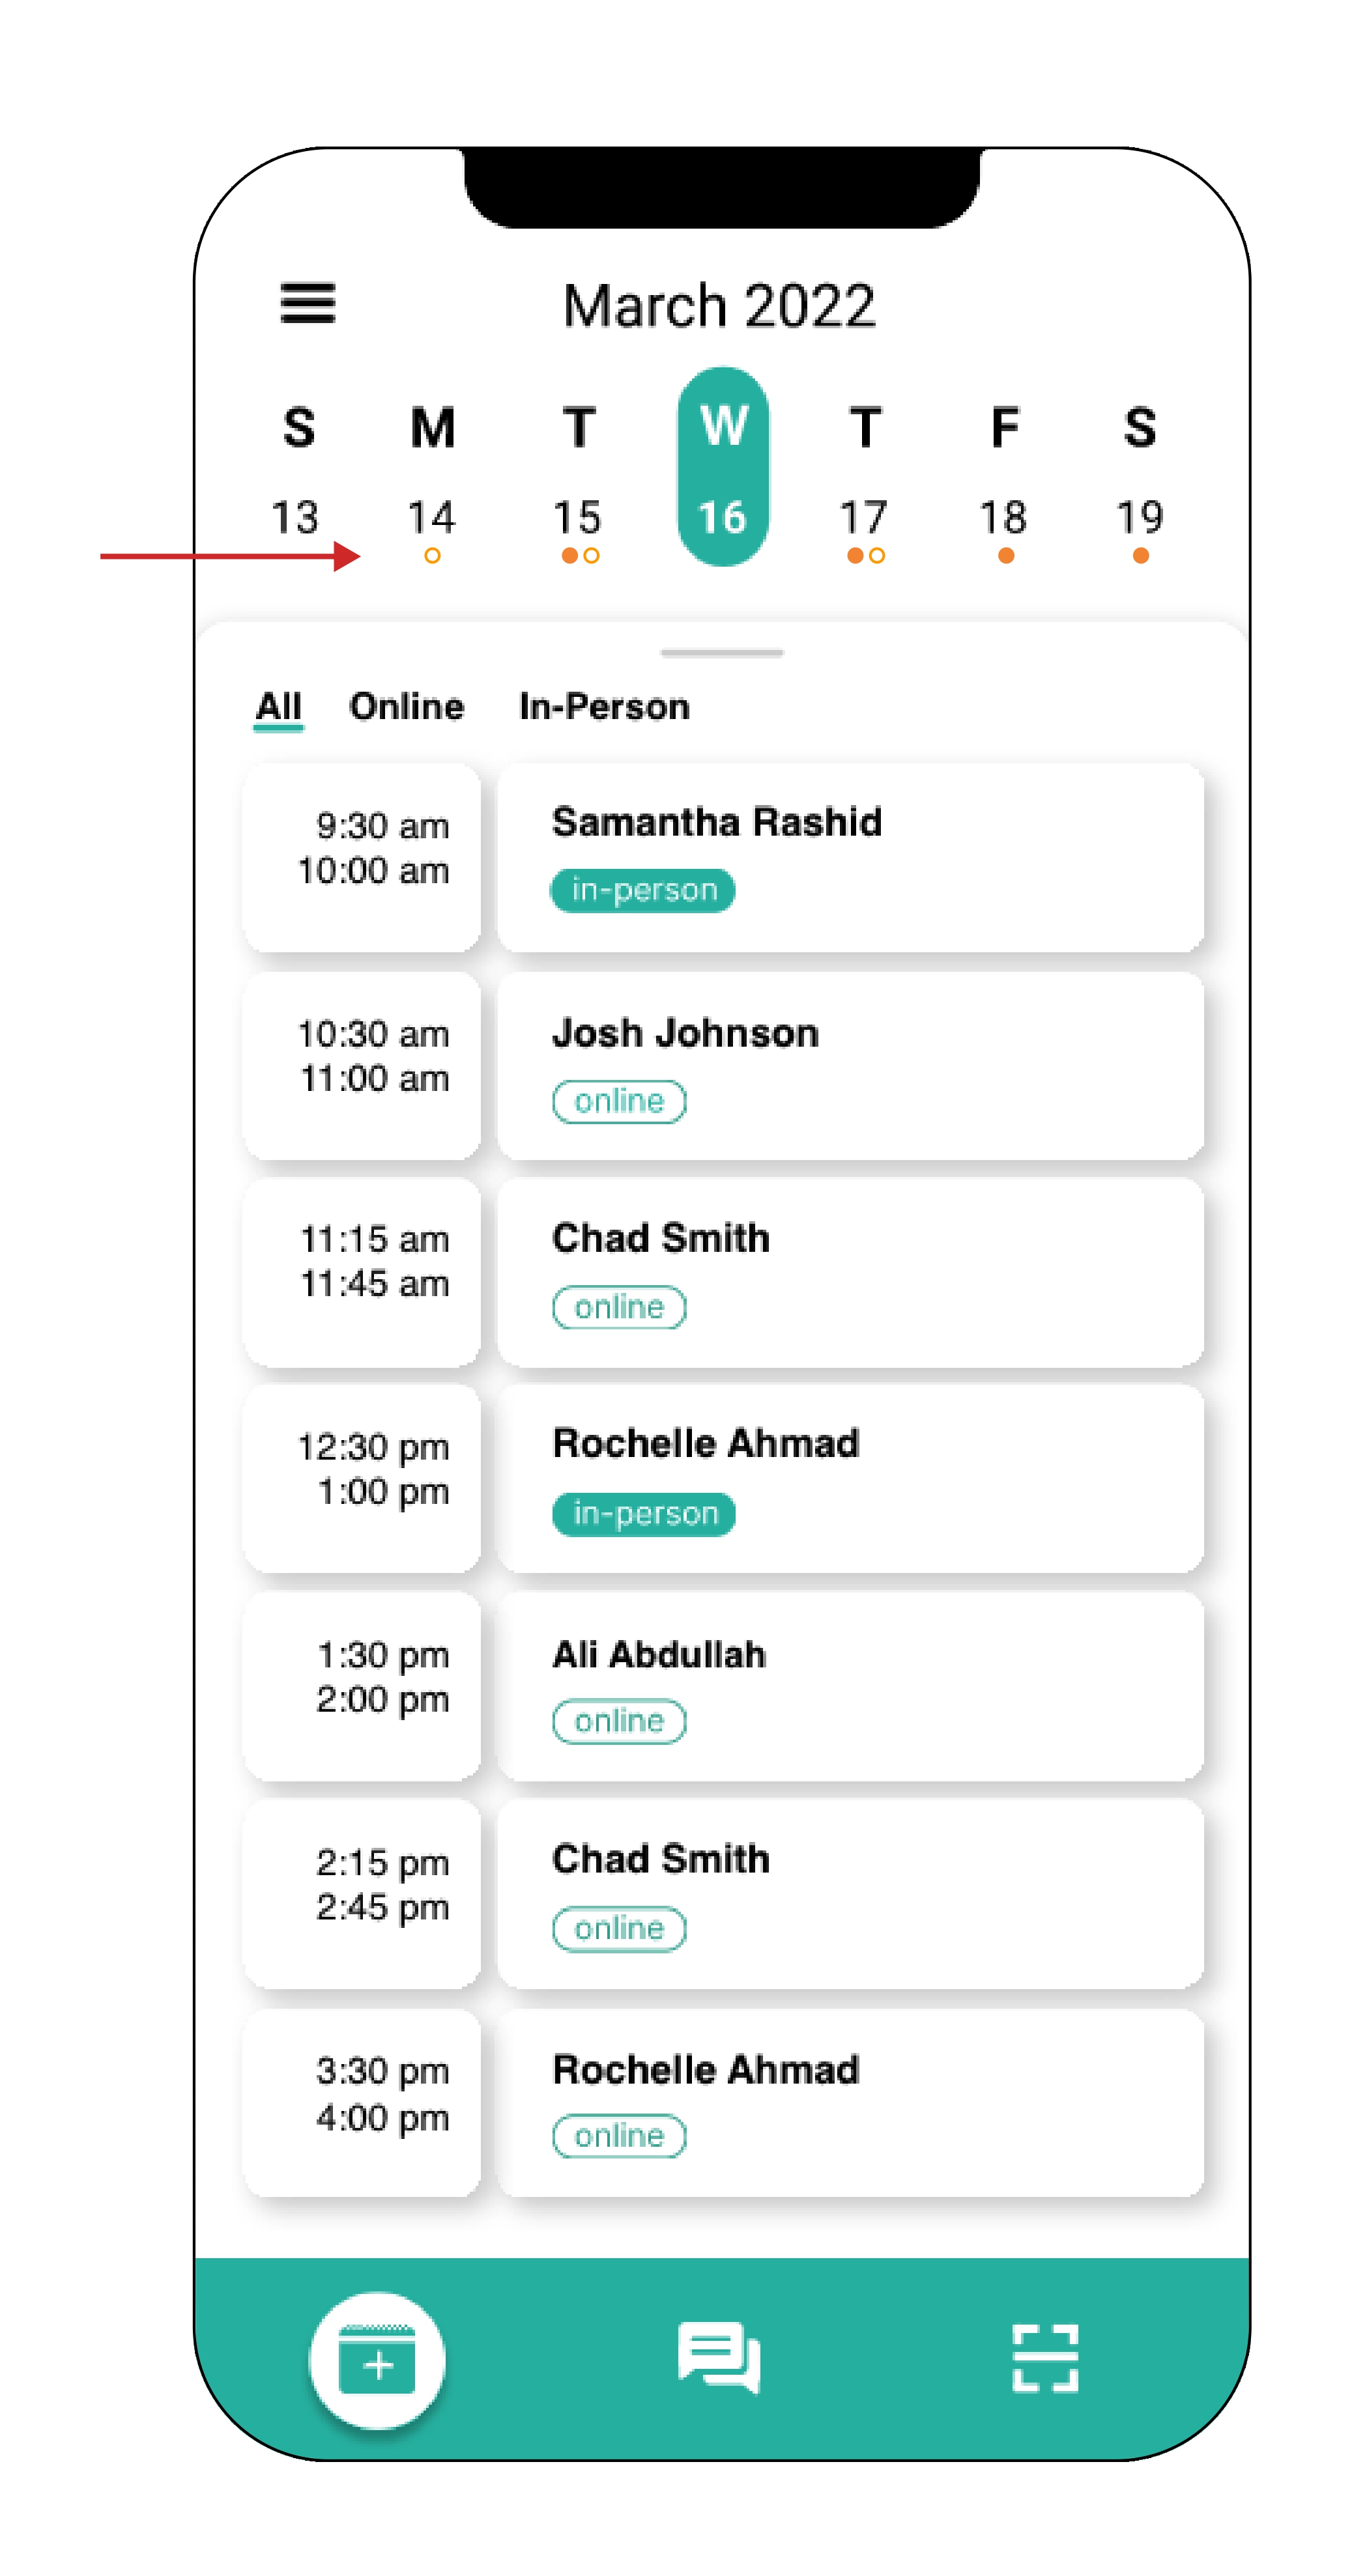 March 2022
S M T W T F S
13 14 15 16 17 18 19
All Online In-Person
9:30 am
10:00 am
Samantha Rashid
in-person
10:30 am
11:00 am
Josh Johnson
online
11:15 am
11:45 am
Chad Smith
online
12:30 pm
1:00 pm
Rochelle Ahmad
in-person
1:30 pm
2:00 pm
Ali Abdullah
online
2:15 pm
2:45 pm
Chad Smith
online
3:30 pm
4:00 pm
Rochelle Ahmad
online